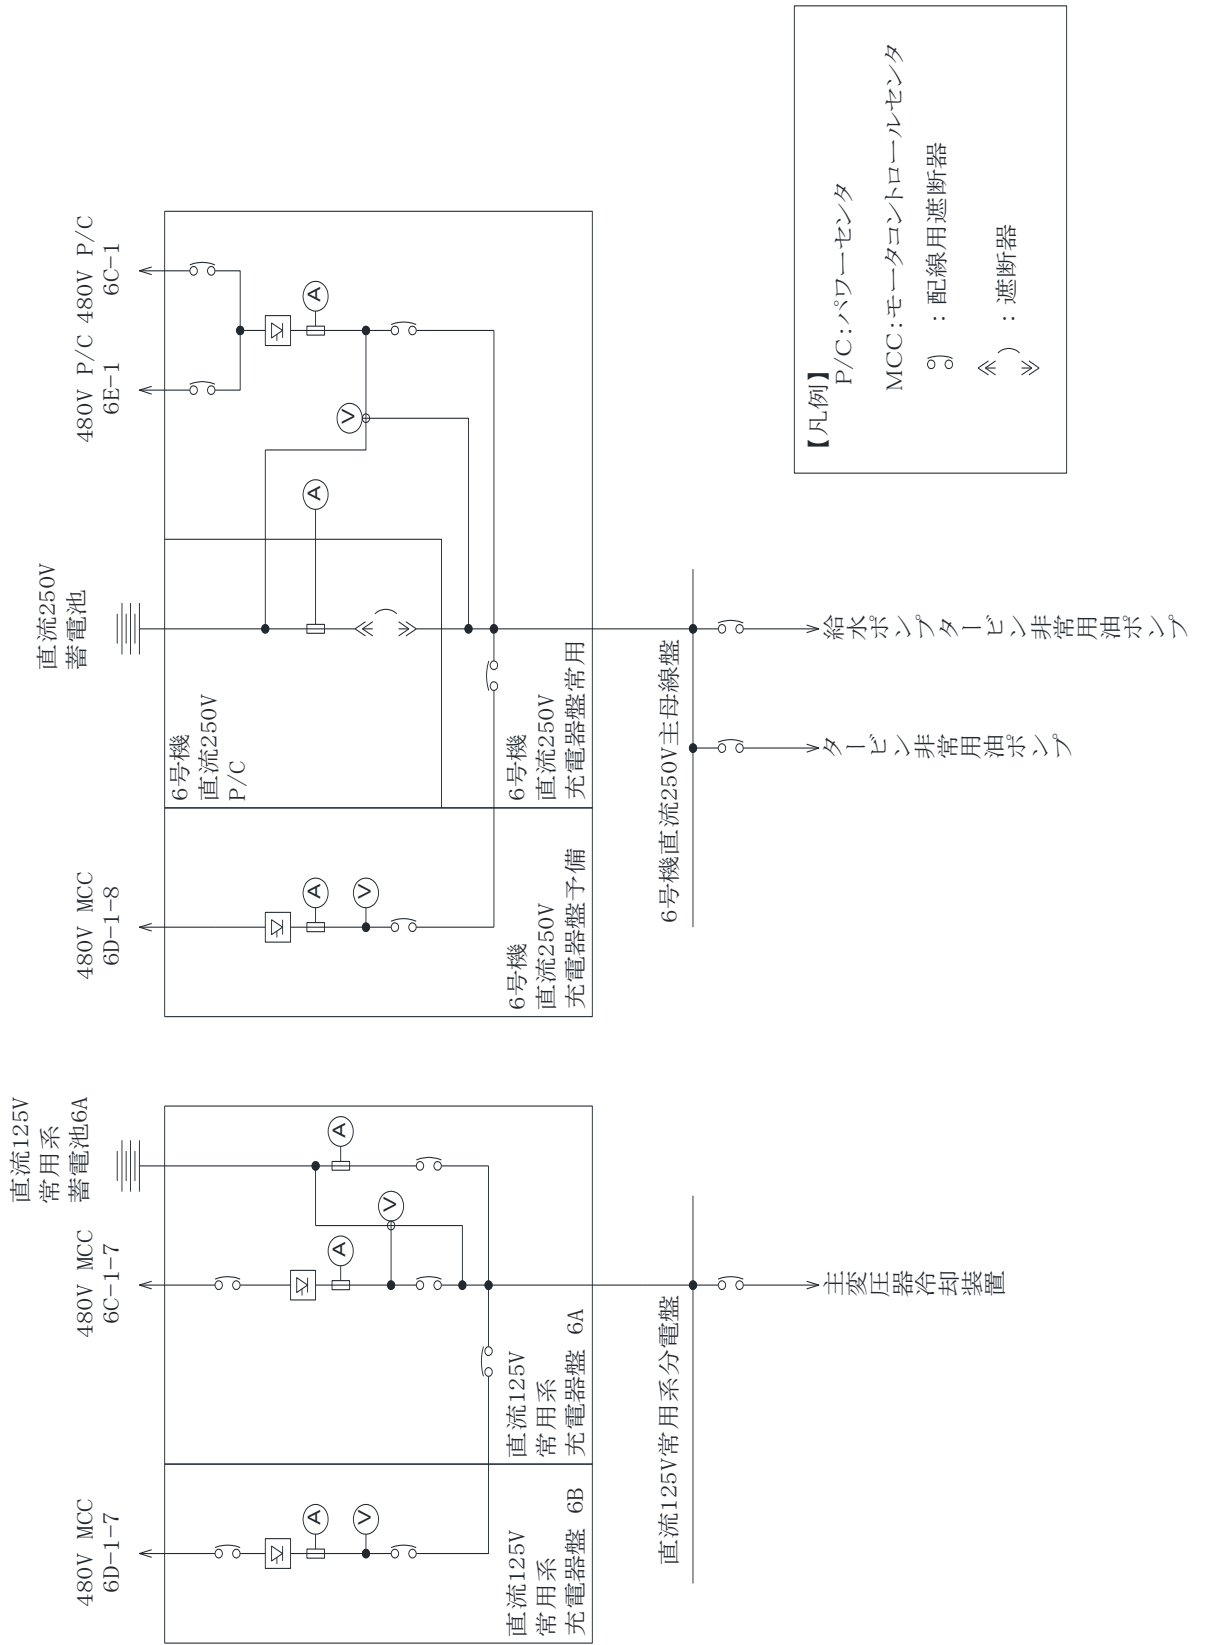 480V MCC
6D-1-7
480V MCC
6C-1-7
直流125V
常用系
蓄電池6A
A
V
A
V
A
直流125V
常用系
充電器盤 6B
直流125V
常用系
充電器盤 6A
直流125V常用系分電盤
主変圧器冷却装置
480V MCC
6D-1-8
直流250V
蓄電池
480V P/C
6E-1
480V P/C
6C-1
A
V
A
V
A
6号機
直流250V
P/C
6号機
直流250V
充電器盤予備
6号機
直流250V
充電器盤常用
6号機直流250V主母線盤
タービン非常用油ポンプ
給水ポンプタービン非常用油ポンプ
【凡例】
P/C:パワーセンタ
MCC:モータコントロールセンタ
:配線用遮断器
:遮断器